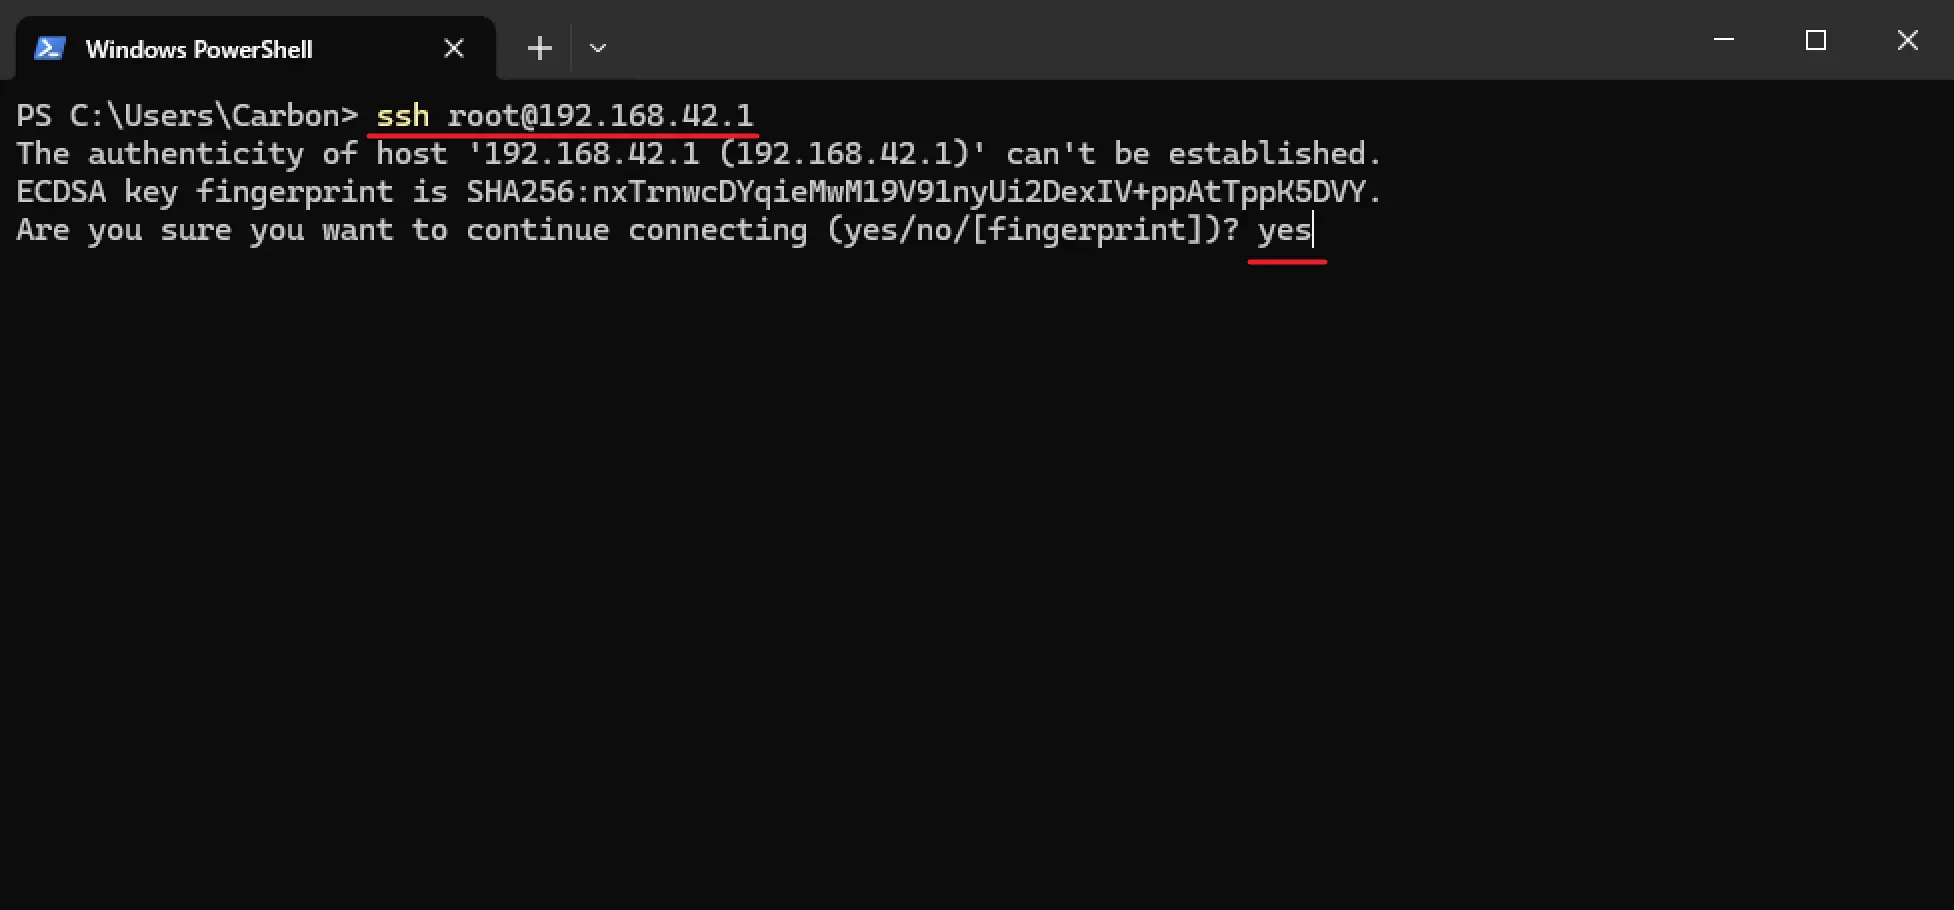 Windows PowerShell
PS C:\Users\Carbon> ssh root@192.168.42.1
The authenticity of host '192.168.42.1 (192.168.42.1)' can't be established.
ECDSA key fingerprint is SHA256:nxTrnwcDYqieMwM19V91nyUi2DexIV+ppAtTppK5DVY.
Are you sure you want to continue connecting (yes/no/[fingerprint])? yes